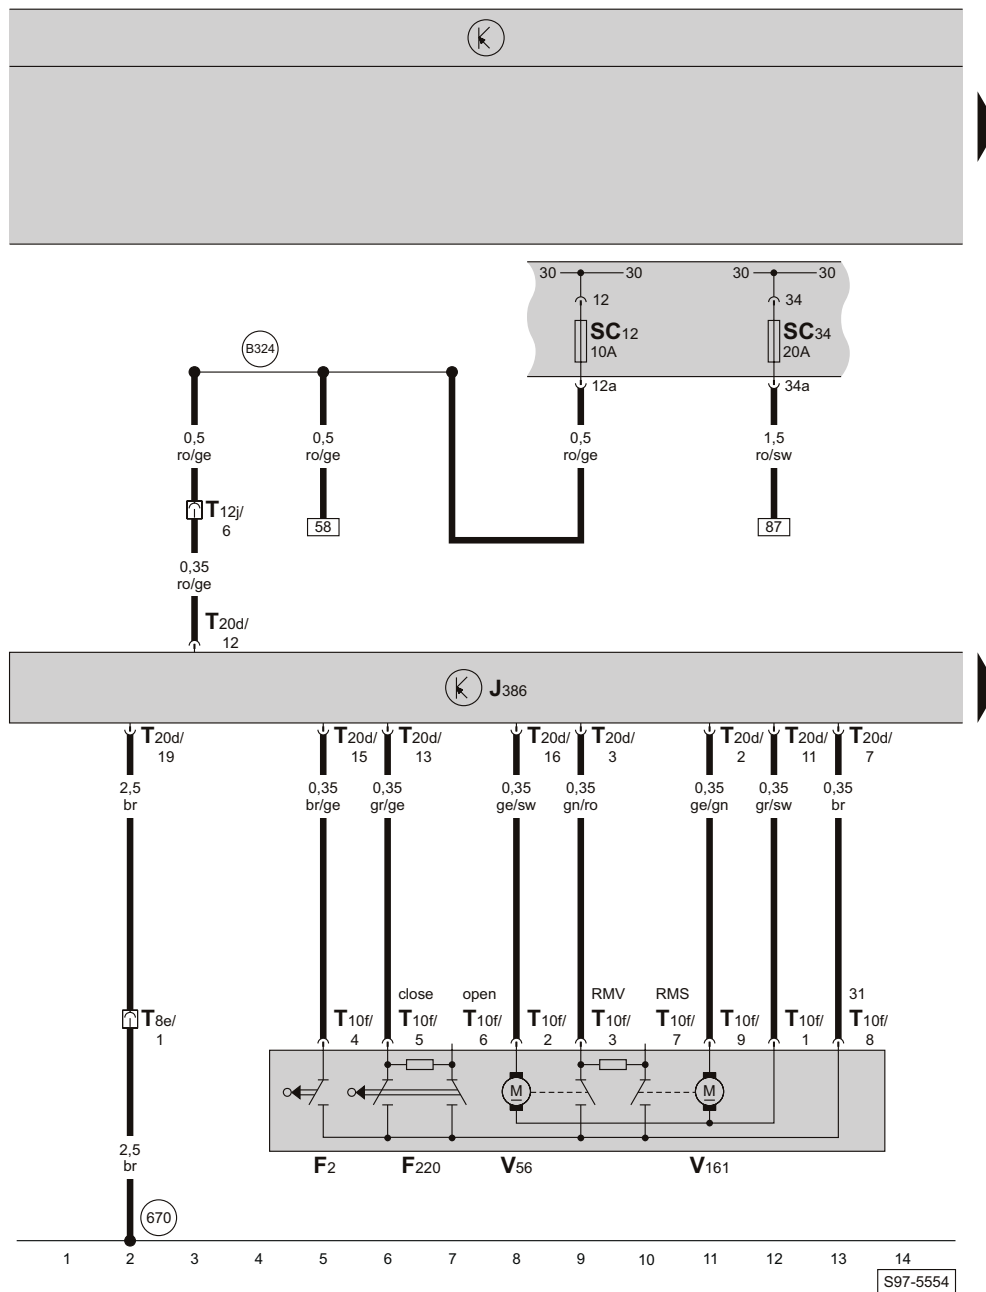 30 30 30 30
12 34
SC12 SC34
10A 20A
B324
12a 34a
0,5 0,5 0,5 1,5
ro/ge ro/ge ro/ge ro/sw
T12j/ 58 87
6
0,35
ro/ge
T20d/
12
J386
T20d/ T20d/ T20d/ T20d/ T20d/ T20d/ T20d/ T20d/
19 15 13 16 3 2 11 7
2,5 0,35 0,35 0,35 0,35 0,35 0,35 0,35
br br/ge gr/ge ge/sw gn/ro ge/gn gr/sw br
close open RMV RMS 31
T8e/ T10f/ T10f/ T10f/ T10f/ T10f/ T10f/ T10f/ T10f/ T10f/
1 4 5 6 2 3 7 9 1 8
M M
2,5
br
F2 F220 V56 V161
670
1 2 3 4 5 6 7 8 9 10 11 12 13 14
S97-5554